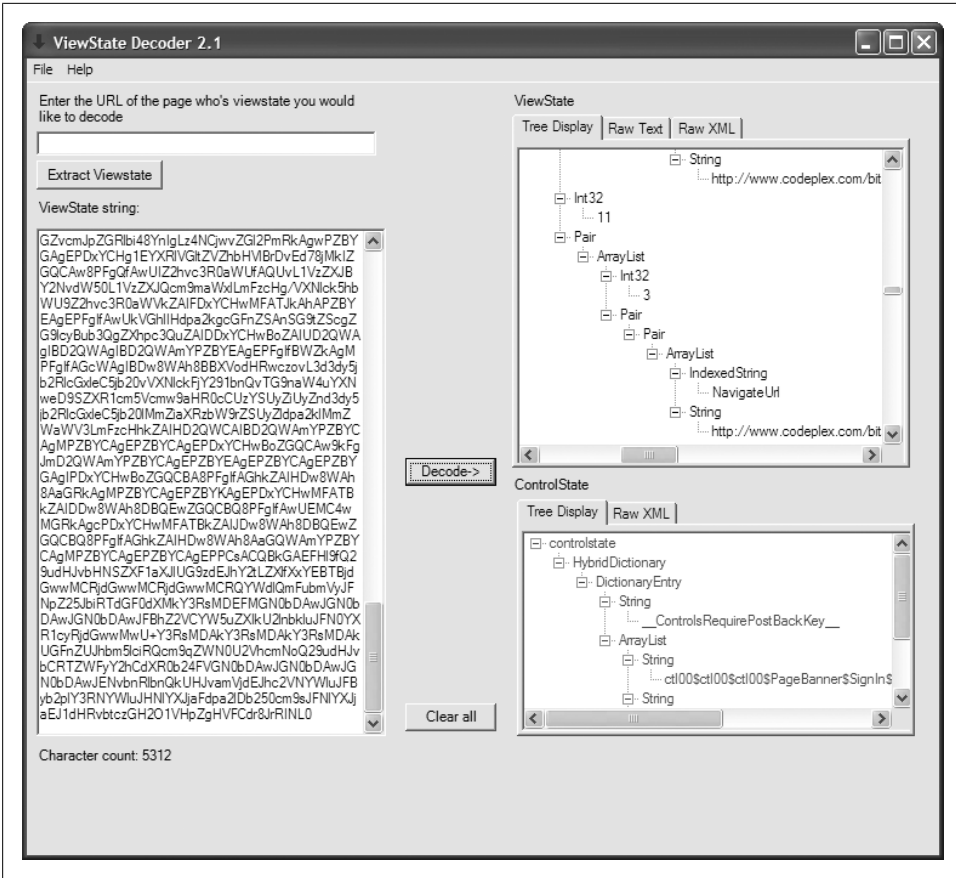 ViewState Decoder 2.1
File Help
Enter the URL of the page who's viewstate you would
like to decode
Extract Viewstate
ViewState string:
GZvcmJpZGRlbi48YnIgLz4NCjwvZGl2PmRkAgwPZBY
GAgEPDxYCHg1EYXRlVGltZVZhbHVlBrDvEd78jMkIZ
GQCAw8PFgQfAwUIZ2hvc3R0aWUfAQUvL1VzZXJB
Y2NvdW50L1VzZXJQcm9maWxlLmFzcHg/VXNlck5hb
WU9Z2hvc3R0aWVkZAIFDxYCHwMFATJkAhAPZBY
EAgEPFgIfAwUkVGhlIHdpa2kgcGFnZSAnSG9tZScgZ
G9lcyBub3QgZXhpc3QuZAIDDxYCHwBoZAIUD2QWA
gIBD2QWAgIBD2QWAmYPZBYEAgEPFgIfBWZkAgM
PFgIfAGcWAgIBDw8WAh8BBXVodHRwczovL3d3dy5j
b2RlcGxleC5jb20vVXNlckFjY291bnQvTG9naW4uYXN
weD9SZXR1cm5Vcmw9aHR0cCUzYSUyZiUyZnd3dy5
jb2RlcGxleC5jb20lMmZiaXRzbW9rZSUyZldpa2klMmZ
WaWV3LmFzcHhkZAIHD2QWCAIBD2QWAmYPZBYC
AgMPZBYCAgEPZBYCAgEPDxYCHwBoZGQCAw9kFg
JmD2QWAmYPZBYCAgEPZBYEAgEPZBYCAgEPZBY
GAgIPDxYCHwBoZGQCBA8PFgIfAGhkZAIHDw8WAh
8AaGRkAgMPZBYCAgEPZBYKAgEPDxYCHwMFATB
kZAIDDw8WAh8DBQEwZGQCBQ8PFgIfAwUEMC4w
MGRkAgcPDxYCHwMFATBkZAIJDw8WAh8DBQEwZ
GQCBQ8PFgIfAGhkZAIHDw8WAh8AaGQWAmYPZBY
CAgMPZBYCAgEPZBYCAgEPPCsACQBkGAEFHl9fQ2
9udHJvbHNSZXF1aXJlUG9zdEJhY2tLZXlfXxYEBTBjd
GwwMCRjdGwwMCRjdGwwMCRQYWdlQmFubmVyJF
NpZ25JbiRTdGF0dXMkY3RsMDEFMGN0bDAwJGN0b
DAwJGN0bDAwJFBhZ2VCYW5uZXIkU2lnbkluJFN0YX
R1cyRjdGwwMwU+Y3RsMDAkY3RsMDAkY3RsMDAk
UGFnZUJhbm5lciRQcm9qZWN0U2VhcmNoQ29udHJv
bCRTZWFyY2hCdXR0b24FVGN0bDAwJGN0bDAwJG
N0bDAwJENvbnRlbnQkUHJvamVjdEJhc2VNYWluJFB
yb2plY3RNYWluJHNlYXJjaFdpa2lDb250cm9sJFNlYXJj
aEJ1dHRvbtczGH2O1VHpZgHVFCdr8JrRINL0
Character count: 5312
Decode->
Clear all
ViewState
Tree Display Raw Text Raw XML
String
http://www.codeplex.com/bit
Int32
11
Pair
ArrayList
Int32
3
Pair
Pair
ArrayList
IndexedString
NavigateUrl
String
http://www.codeplex.com/bit
ControlState
Tree Display Raw XML
controlstate
HybridDictionary
DictionaryEntry
String
__ControlsRequirePostBackKey__
ArrayList
String
ctl00$ctl00$ctl00$PageBanner$SignIn$
String